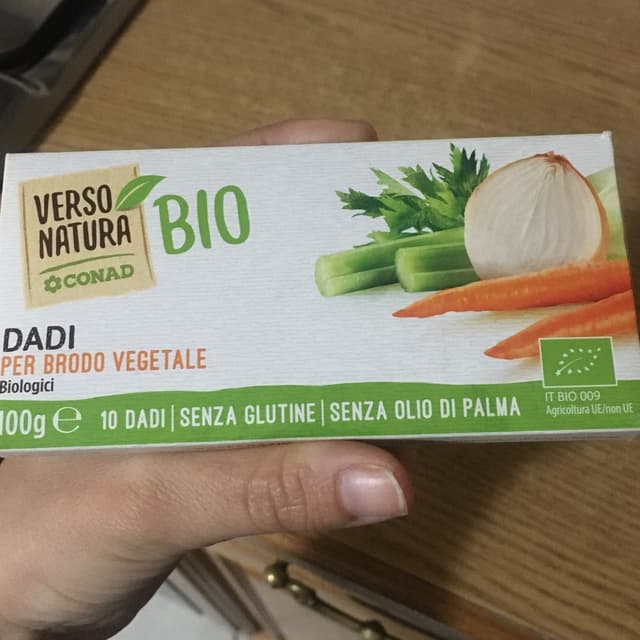 VERSO
NATURA
CONAD
BIO
DADI
PER BRODO VEGETALE
Biologici
100g e 10 DADI | SENZA GLUTINE | SENZA OLIO DI PALMA
IT BIO 009
Agricoltura UE/non UE